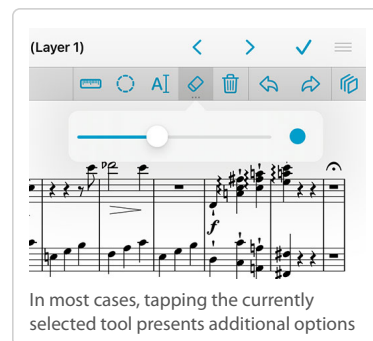 (Layer 1)
A
f
In most cases, tapping the currently
selected tool presents additional options